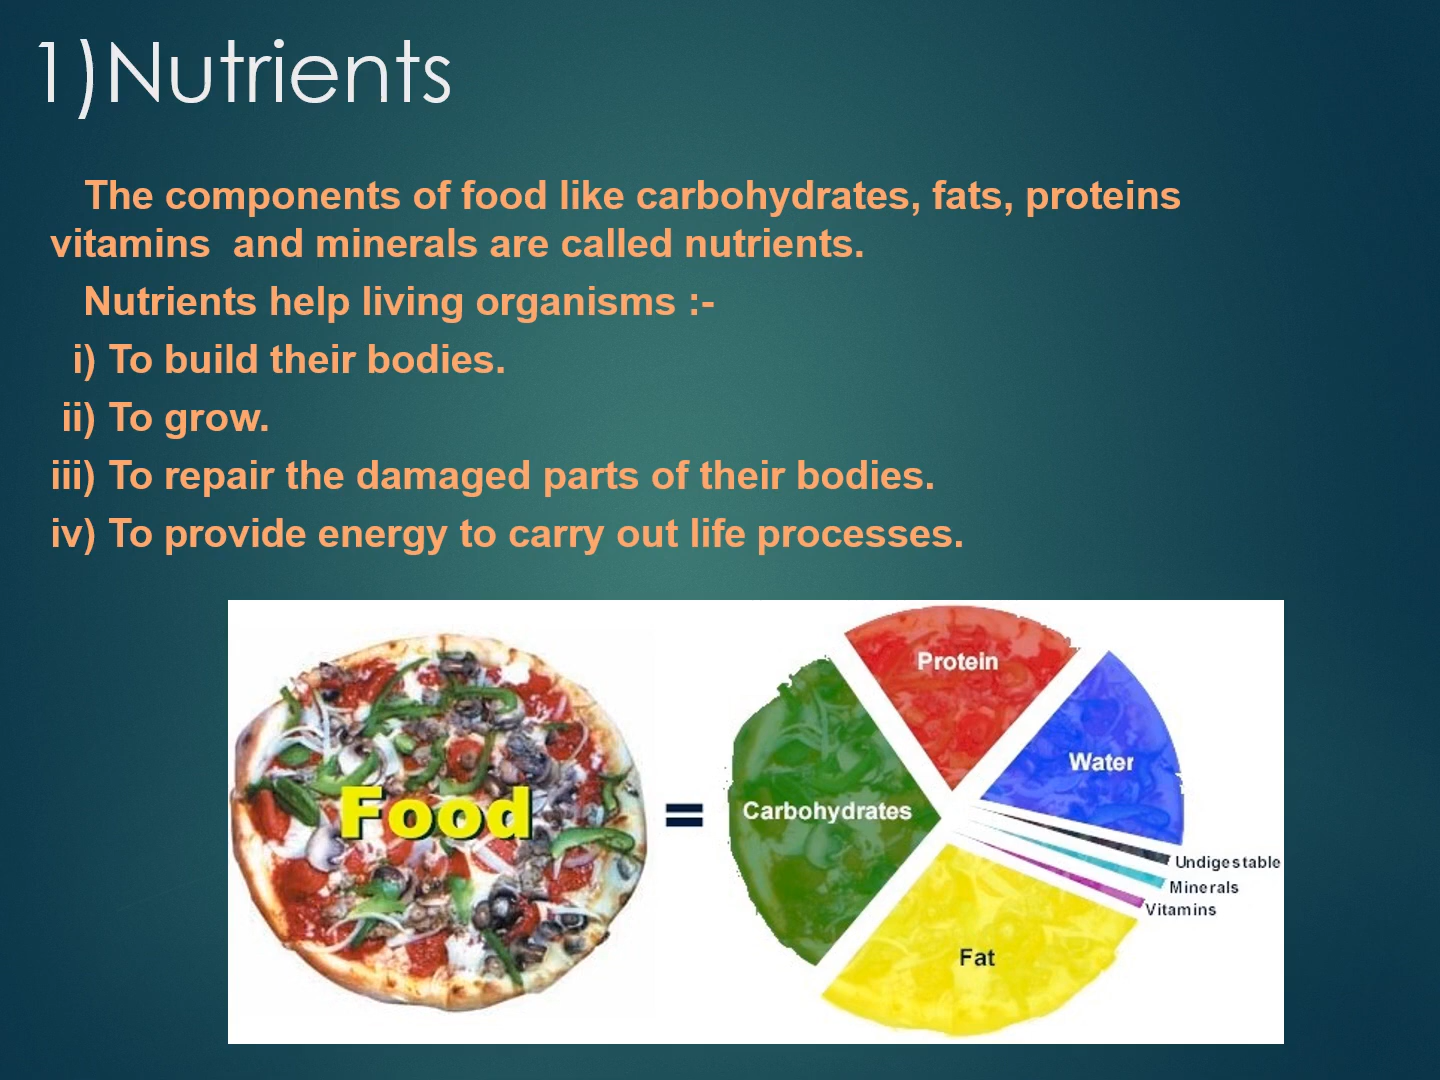 1)Nutrients
The components of food like carbohydrates, fats, proteins
vitamins  and minerals are called nutrients.
Nutrients help living organisms :-
i) To build their bodies.
ii) To grow.
iii) To repair the damaged parts of their bodies.
iv) To provide energy to carry out life processes.
Food
=
Protein
Water
Carbohydrates
Undigestable
Minerals
Vitamins
Fat